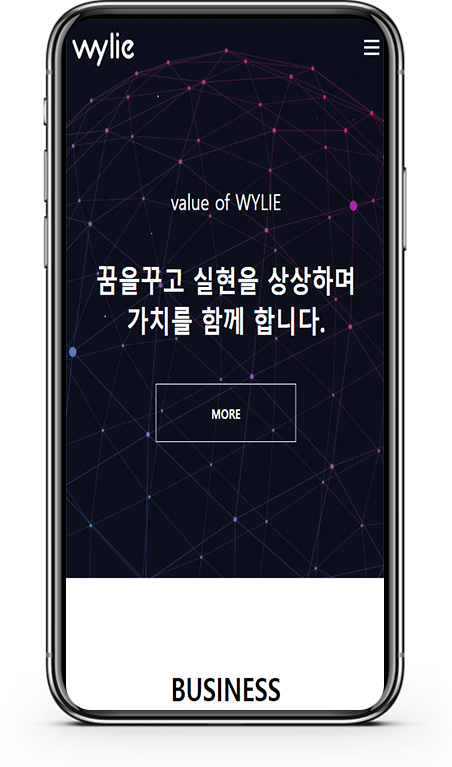 wylie
value of WYLIE
꿈을꾸고 실현을 상상하며
가치를 함께 합니다.
MORE
BUSINESS